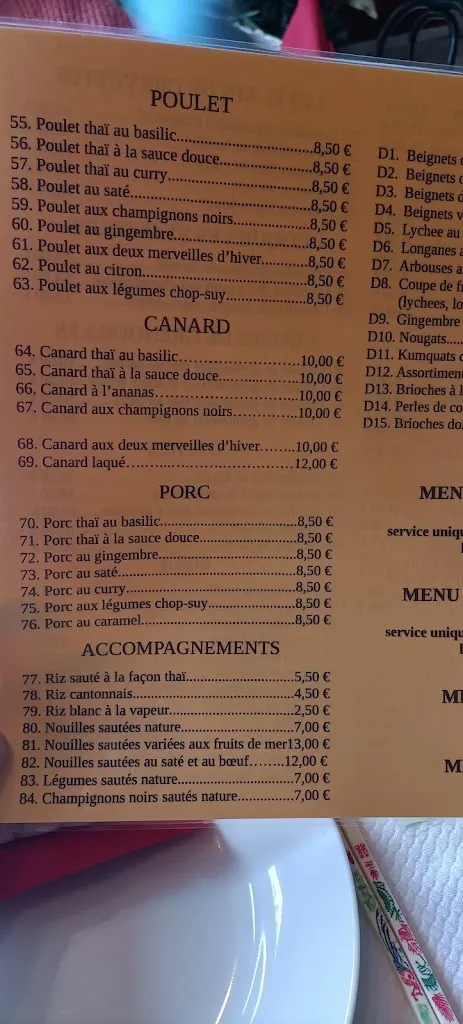 POULET
55. Poulet thaï au basilic..............................8,50 €
56. Poulet thaï à la sauce douce.......................8,50 €
57. Poulet thaï au curry................................8,50 €
58. Poulet au saté......................................8,50 €
59. Poulet aux champignons noirs...................8,50 €
60. Poulet au gingembre..............................8,50 €
61. Poulet aux deux merveilles d'hiver...........8,50 €
62. Poulet au citron....................................8,50 €
63. Poulet aux légumes chop-suy...................8,50 €
CANARD
64. Canard thaï au basilic…………………...10,00 €
65. Canard thaï à la sauce douce...………...10,00 €
66. Canard à l'ananas……………………...10,00 €
67. Canard aux champignons noirs………...10,00 €
68. Canard aux deux merveilles d'hiver……..10,00 €
69. Canard laqué…………………………….12,00 €
PORC
70. Porc thaï au basilic.................................8,50 €
71. Porc thaï à la sauce douce.......................8,50 €
72. Porc au gingembre.................................8,50 €
73. Porc au saté...........................................8,50 €
74. Porc au curry.........................................8,50 €
75. Porc aux légumes chop-suy.....................8,50 €
76. Porc au caramel.....................................8,50 €
ACCOMPAGNEMENTS
77. Riz sauté à la façon thaï..........................5,50 €
78. Riz cantonnais........................................4,50 €
79. Riz blanc à la vapeur...............................2,50 €
80. Nouilles sautées nature............................7,00 €
81. Nouilles sautées variées aux fruits de mer13,00 €
82. Nouilles sautées au saté et au bœuf…….12,00 €
83. Légumes sautés nature............................7,00 €
84. Champignons noirs sautés nature.............7,00 €
D1. Beignets
D2. Beignets
D3. Beignets
D4. Beignets
D5. Lychee au
D6. Longanes
D7. Arbouses
D8. Coupe de
(lychees,
D9. Gingembre
D10. Nougats.....
D11. Kumquats
D12. Assortiment
D13. Brioches à
D14. Perles de
D15. Brioches
MEN
service uniq
MENU
service uniqu